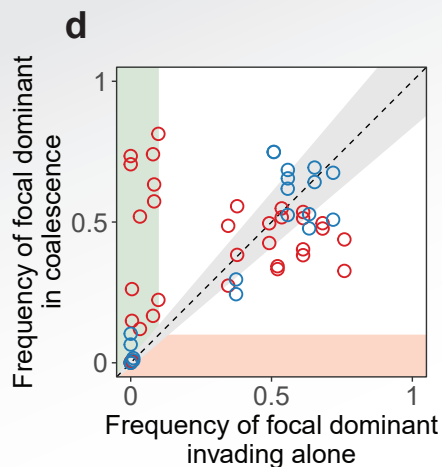 d
Frequency of focal dominant
in coalescence
1
0.5
0
0
0.5
1
Frequency of focal dominant
invading alone